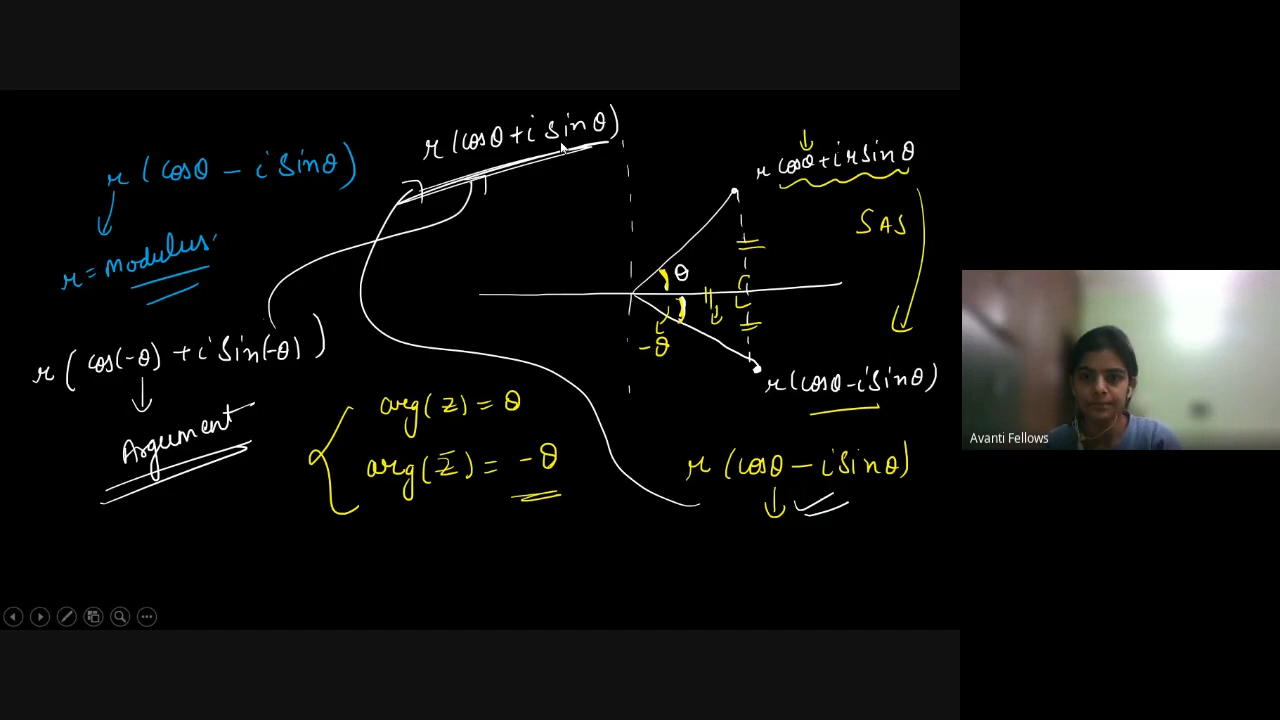 r(cosθ+i sinθ)
r(cosθ – i sinθ)
r = Modulus
r(cos(-θ) + i sin(-θ))
Argument
arg(z) = θ
arg(z̄) = -θ
r cosθ+i r sinθ
SAS
θ
-θ
r(cosθ-i sinθ)
r(cosθ – i sinθ)
Avanti Fellows